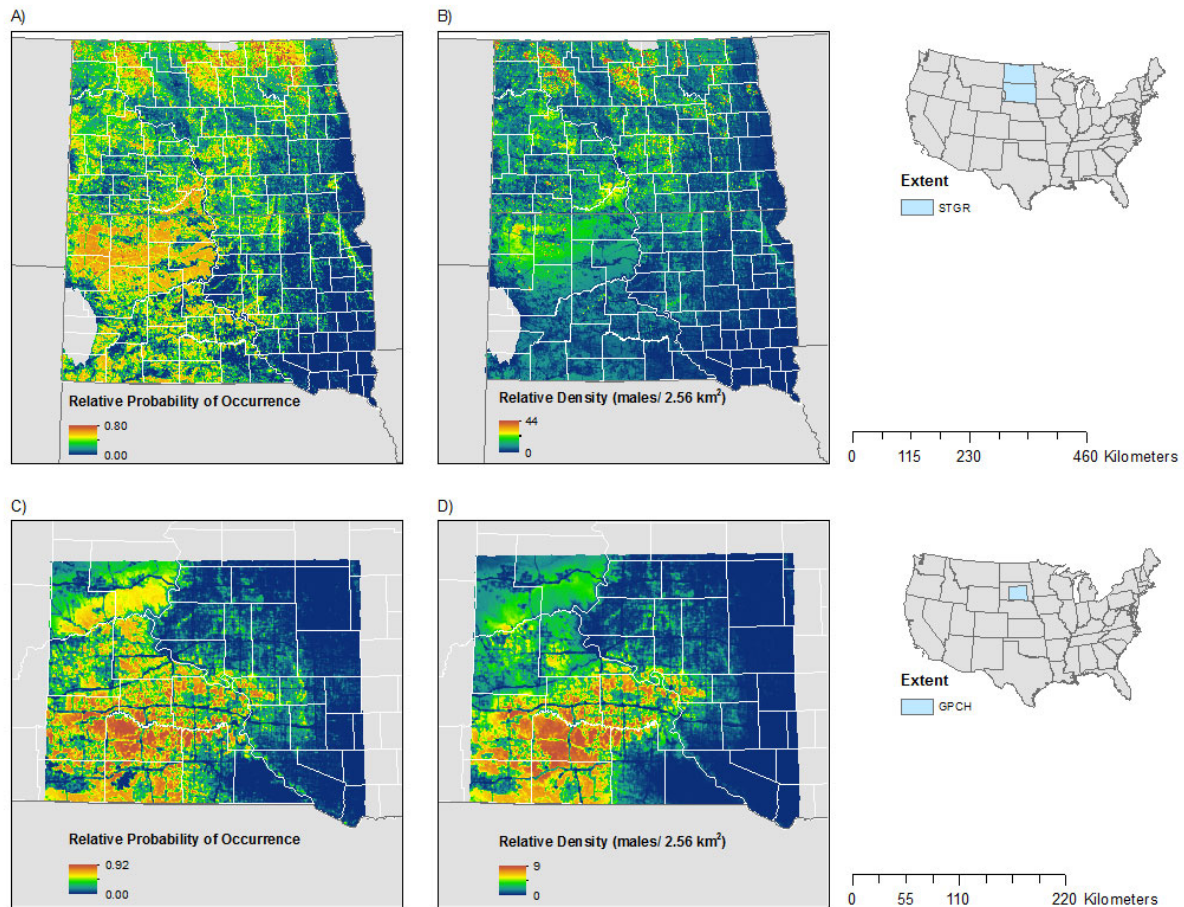 A)
B)
Relative Probability of Occurrence
0.80
0.00
Relative Density (males/ 2.56 km²)
44
0
Extent
STGR
0 115 230 460 Kilometers
C)
D)
Relative Probability of Occurrence
0.92
0.00
Relative Density (males/ 2.56 km²)
9
0
Extent
GPCH
0 55 110 220 Kilometers